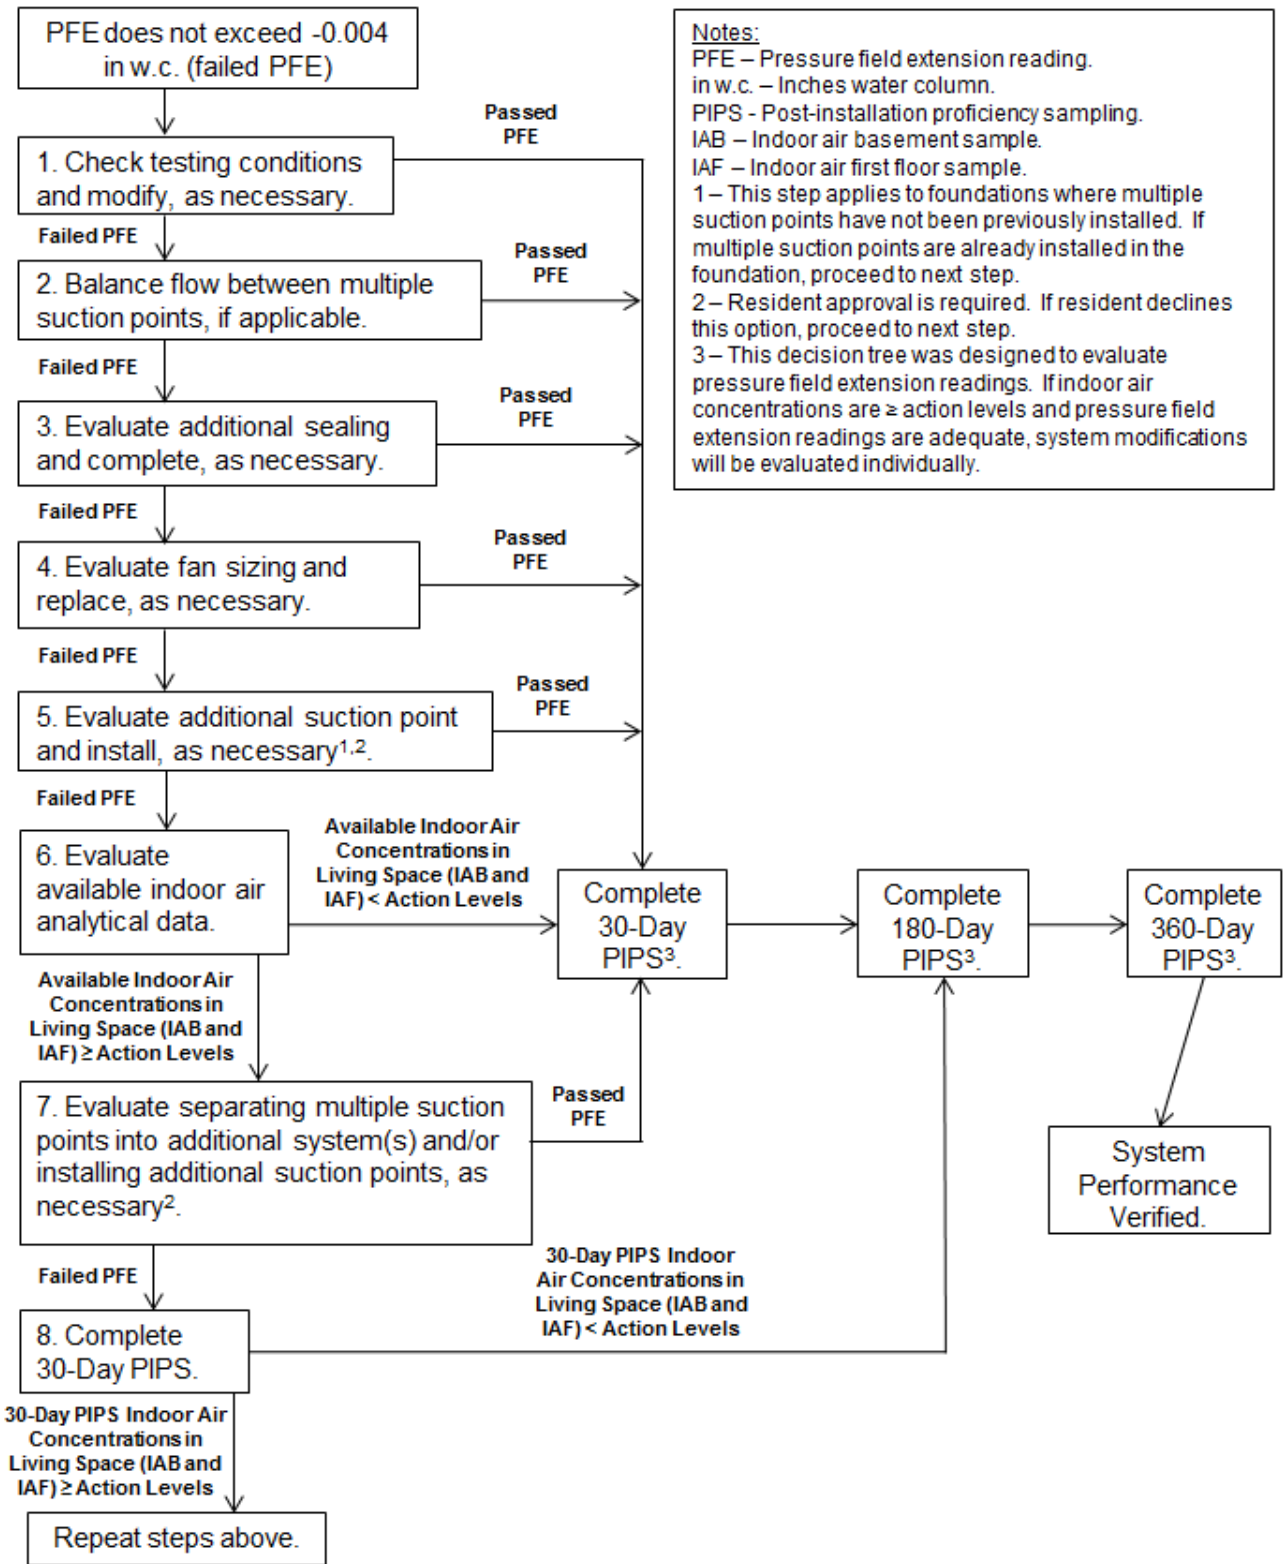 PFE does not exceed -0.004
in w.c. (failed PFE)
Notes:
PFE – Pressure field extension reading.
in w.c. – Inches water column.
PIPS - Post-installation proficiency sampling.
IAB – Indoor air basement sample.
IAF – Indoor air first floor sample.
1 – This step applies to foundations where multiple
suction points have not been previously installed. If
multiple suction points are already installed in the
foundation, proceed to next step.
2 – Resident approval is required. If resident declines
this option, proceed to next step.
3 – This decision tree was designed to evaluate
pressure field extension readings. If indoor air
concentrations are ≥ action levels and pressure field
extension readings are adequate, system modifications
will be evaluated individually.
Passed
PFE
1. Check testing conditions
and modify, as necessary.
Failed PFE
Passed
PFE
2. Balance flow between multiple
suction points, if applicable.
Failed PFE
Passed
PFE
3. Evaluate additional sealing
and complete, as necessary.
Failed PFE
Passed
PFE
4. Evaluate fan sizing and
replace, as necessary.
Failed PFE
Passed
PFE
5. Evaluate additional suction point
and install, as necessary1,2.
Failed PFE
Available Indoor Air
Concentrations in
Living Space (IAB and
IAF) < Action Levels
6. Evaluate
available indoor air
analytical data.
Complete
30-Day
PIPS3.
Complete
180-Day
PIPS3.
Complete
360-Day
PIPS3.
Available Indoor Air
Concentrations in
Living Space (IAB and
IAF) ≥ Action Levels
Passed
PFE
7. Evaluate separating multiple suction
points into additional system(s) and/or
installing additional suction points, as
necessary2.
System
Performance
Verified.
Failed PFE
30-Day PIPS Indoor
Air Concentrations in
Living Space (IAB and
IAF) < Action Levels
8. Complete
30-Day PIPS.
30-Day PIPS Indoor Air
Concentrations in
Living Space (IAB and
IAF) ≥ Action Levels
Repeat steps above.